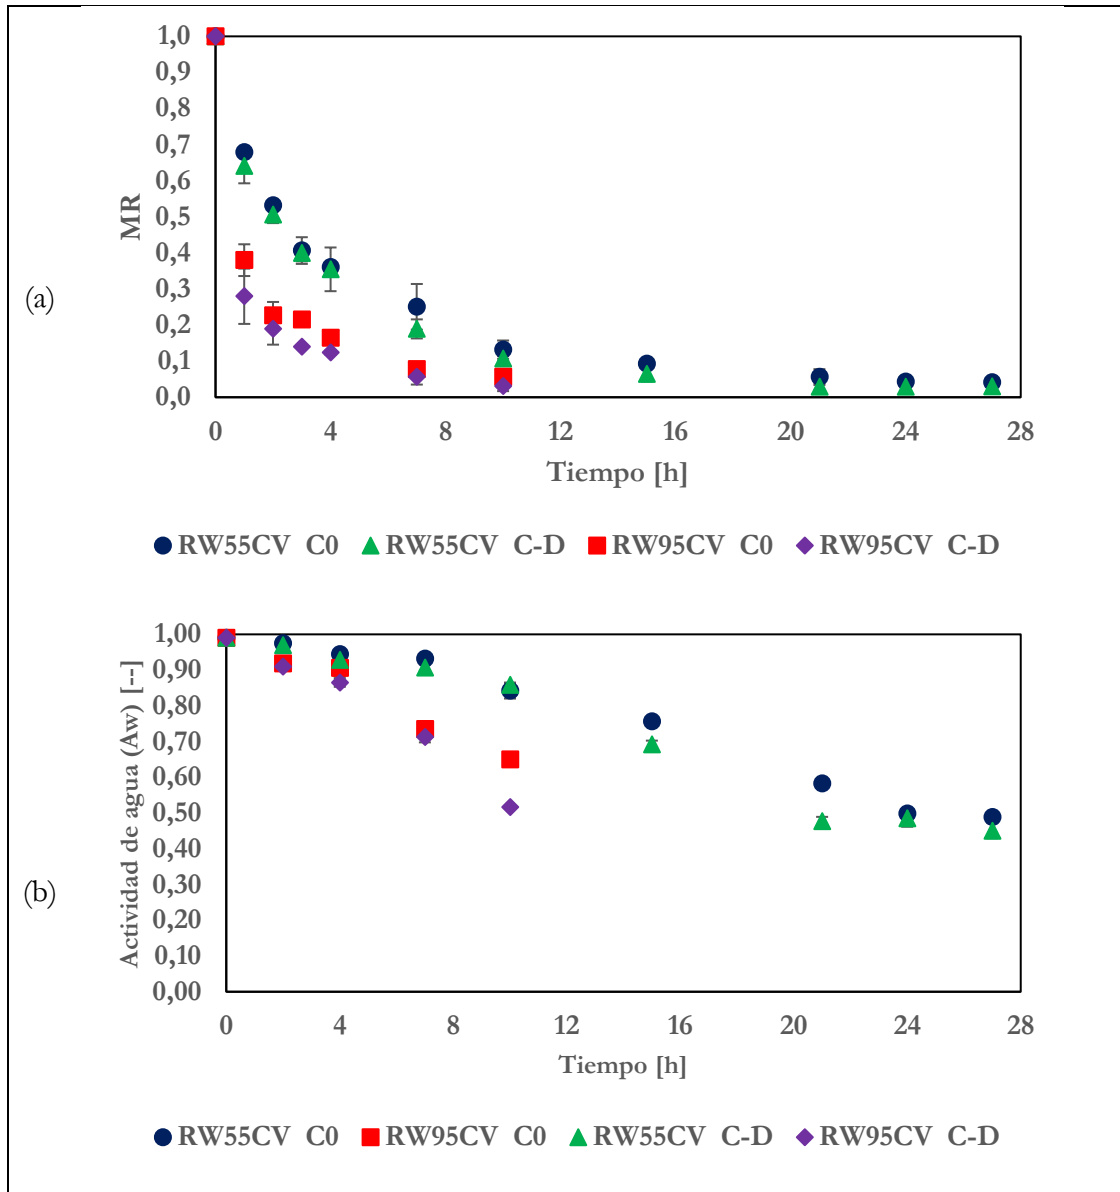 (a)
MR
1,0
0,9
0,8
0,7
0,6
0,5
0,4
0,3
0,2
0,1
0,0
0 4 8 12 16 20 24 28
Tiempo [h]
RW55CV C0 RW55CV C-D RW95CV C0 RW95CV C-D
(b)
Actividad de agua (Aw) [--]
1,00
0,90
0,80
0,70
0,60
0,50
0,40
0,30
0,20
0,10
0,00
0 4 8 12 16 20 24 28
Tiempo [h]
RW55CV C0 RW95CV C0 RW55CV C-D RW95CV C-D